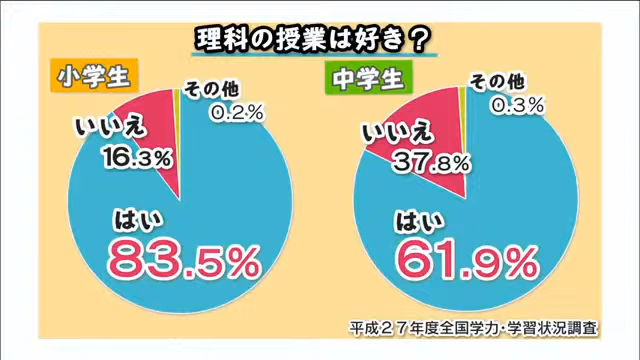 理科の授業は好き？
小学生
その他
0.2%
いいえ
16.3%
はい
83.5%
中学生
その他
0.3%
いいえ
37.8%
はい
61.9%
平成２７年度全国学力・学習状況調査